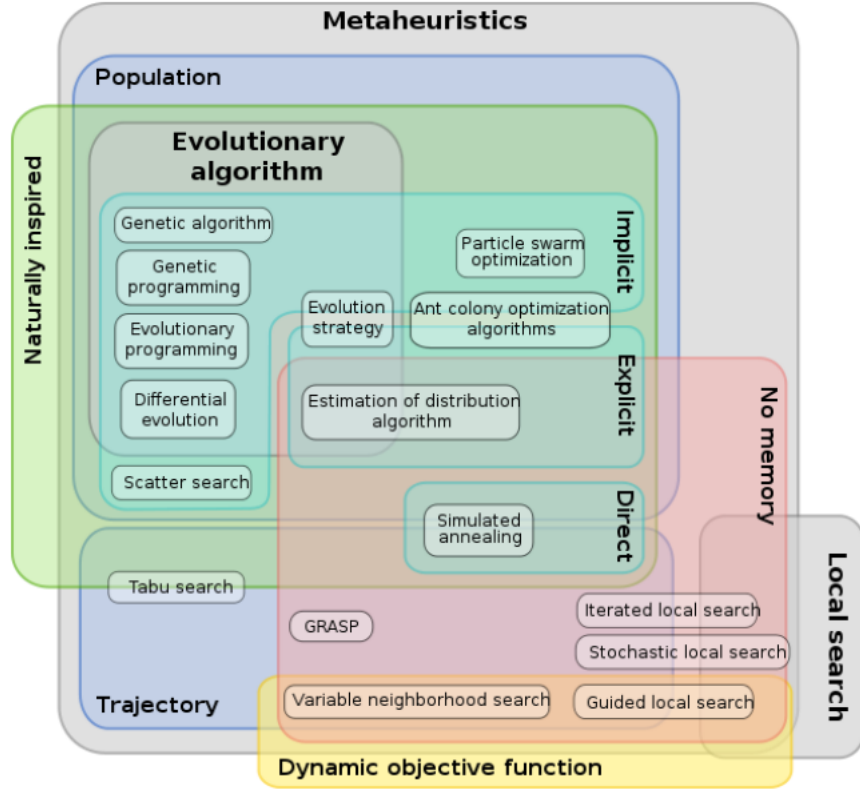 Metaheuristics
Population
Naturally inspired
Evolutionary
algorithm
Implicit
Genetic algorithm
Particle swarm
optimization
Genetic
programming
Evolution
strategy
Ant colony optimization
algorithms
Evolutionary
programming
Explicit
No memory
Differential
evolution
Estimation of distribution
algorithm
Scatter search
Direct
Simulated
annealing
Local search
Tabu search
GRASP
Iterated local search
Stochastic local search
Trajectory
Variable neighborhood search
Guided local search
Dynamic objective function